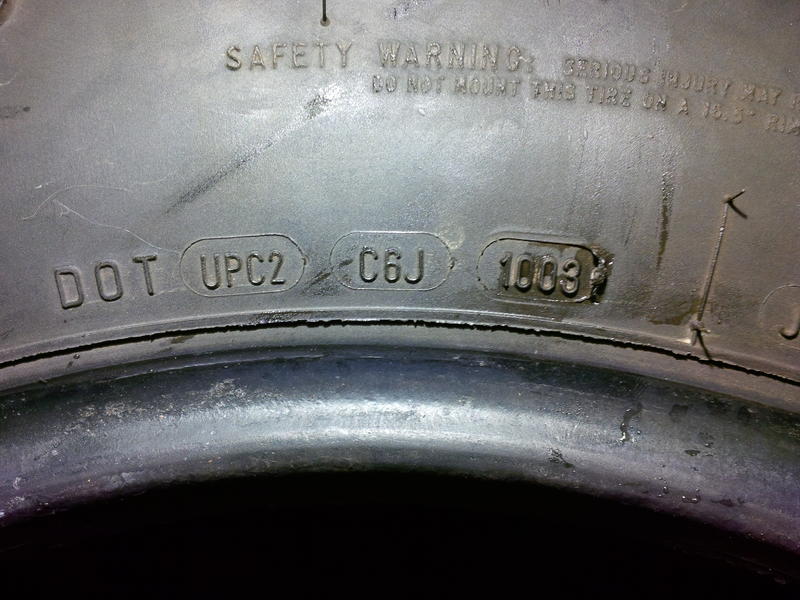 SAFETY WARNING: SERIOUS INJURY MAY
DO NOT MOUNT THIS TIRE ON A 16.5" RIM
DOT UPC2 C6J 1003
J